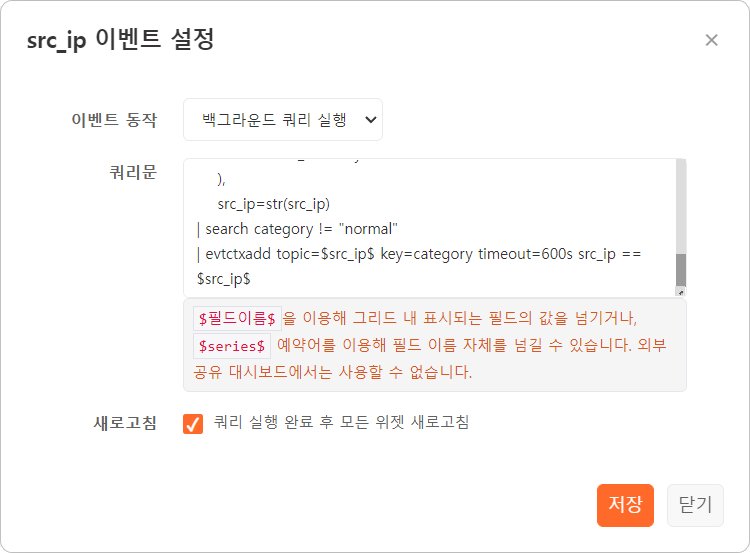 src_ip 이벤트 설정
×
이벤트 동작
백그라운드 쿼리 실행
쿼리문
),
src_ip=str(src_ip)
| search category != "normal"
| evtctxadd topic=$src_ip$ key=category timeout=600s src_ip ==
$src_ip$
$필드이름$을 이용해 그리드 내 표시되는 필드의 값을 넘기거나,
$series$ 예약어를 이용해 필드 이름 자체를 넘길 수 있습니다. 외부
공유 대시보드에서는 사용할 수 없습니다.
새로고침
쿼리 실행 완료 후 모든 위젯 새로고침
저장
닫기